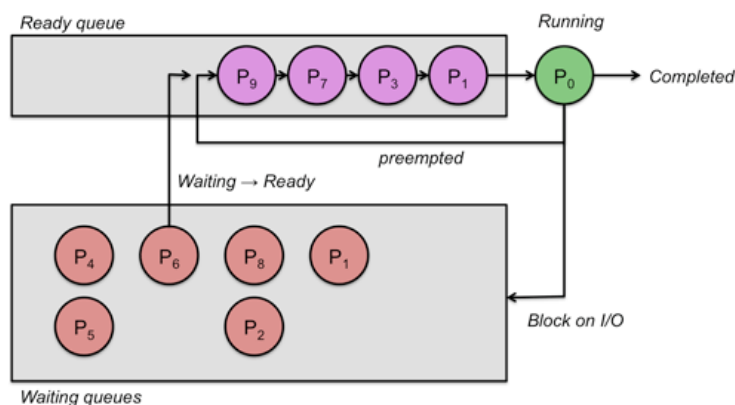 Ready queue
Running
P9 P7 P3 P1 P0 Completed
preempted
Waiting → Ready
P4 P6 P8 P1
P5 P2
Block on I/O
Waiting queues